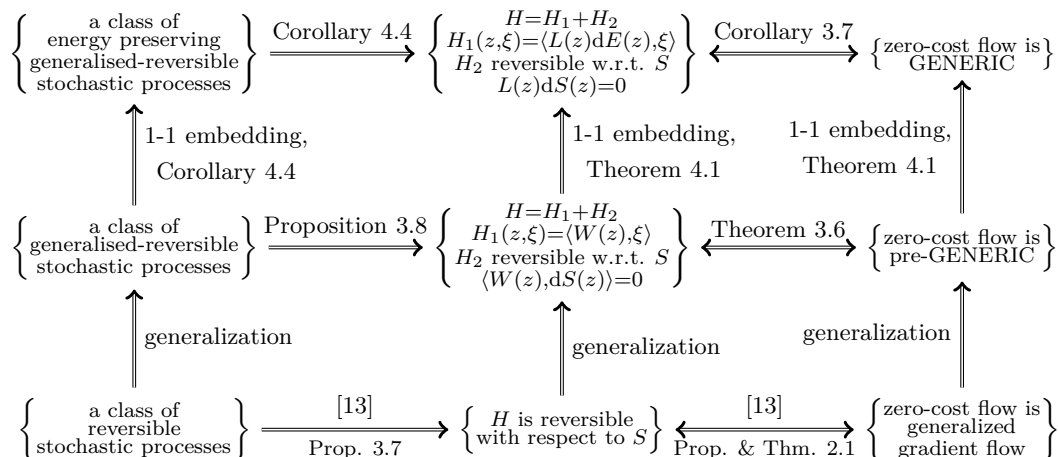 a class of
energy preserving
generalised-reversible
stochastic processes
Corollary 4.4
H=H₁+H₂
H₁(z,ξ)=⟨L(z)dE(z),ξ⟩
H₂ reversible w.r.t. S
L(z)dS(z)=0
Corollary 3.7
zero-cost flow is
GENERIC
1-1 embedding,
Corollary 4.4
1-1 embedding,
Theorem 4.1
1-1 embedding,
Theorem 4.1
a class of
generalised-reversible
stochastic processes
Proposition 3.8
H=H₁+H₂
H₁(z,ξ)=⟨W(z),ξ⟩
H₂ reversible w.r.t. S
⟨W(z),dS(z)⟩=0
Theorem 3.6
zero-cost flow is
pre-GENERIC
generalization
generalization
generalization
a class of
reversible
stochastic processes
[13]
Prop. 3.7
H is reversible
with respect to S
[13]
Prop. & Thm. 2.1
zero-cost flow is
generalized
gradient flow